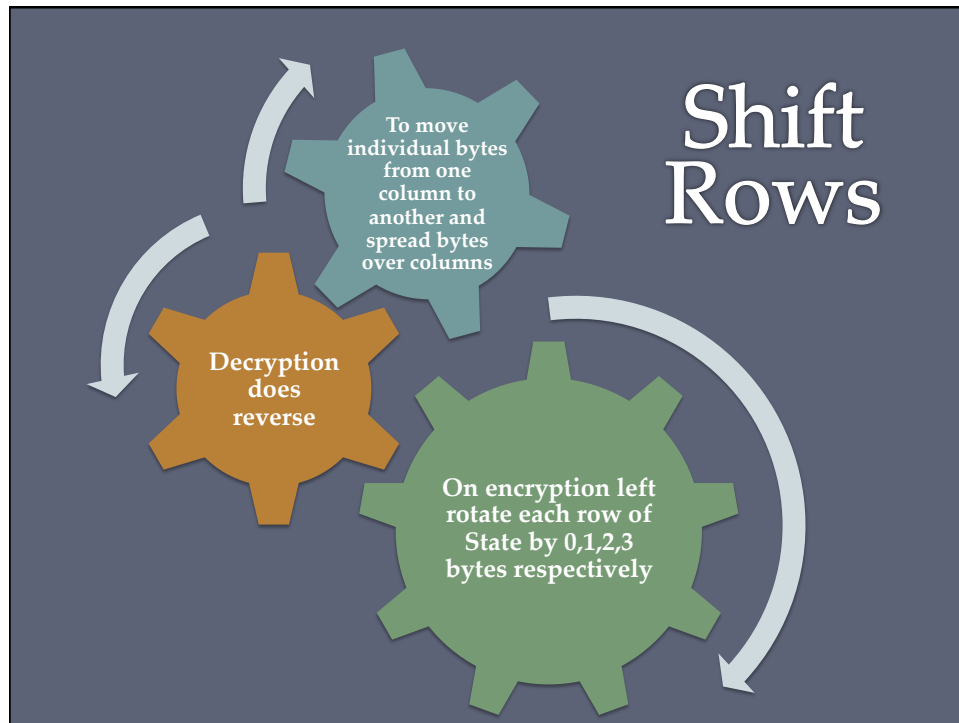 Shift
Rows
To move
individual bytes
from one
column to
another and
spread bytes
over columns
Decryption
does
reverse
On encryption left
rotate each row of
State by 0,1,2,3
bytes respectively